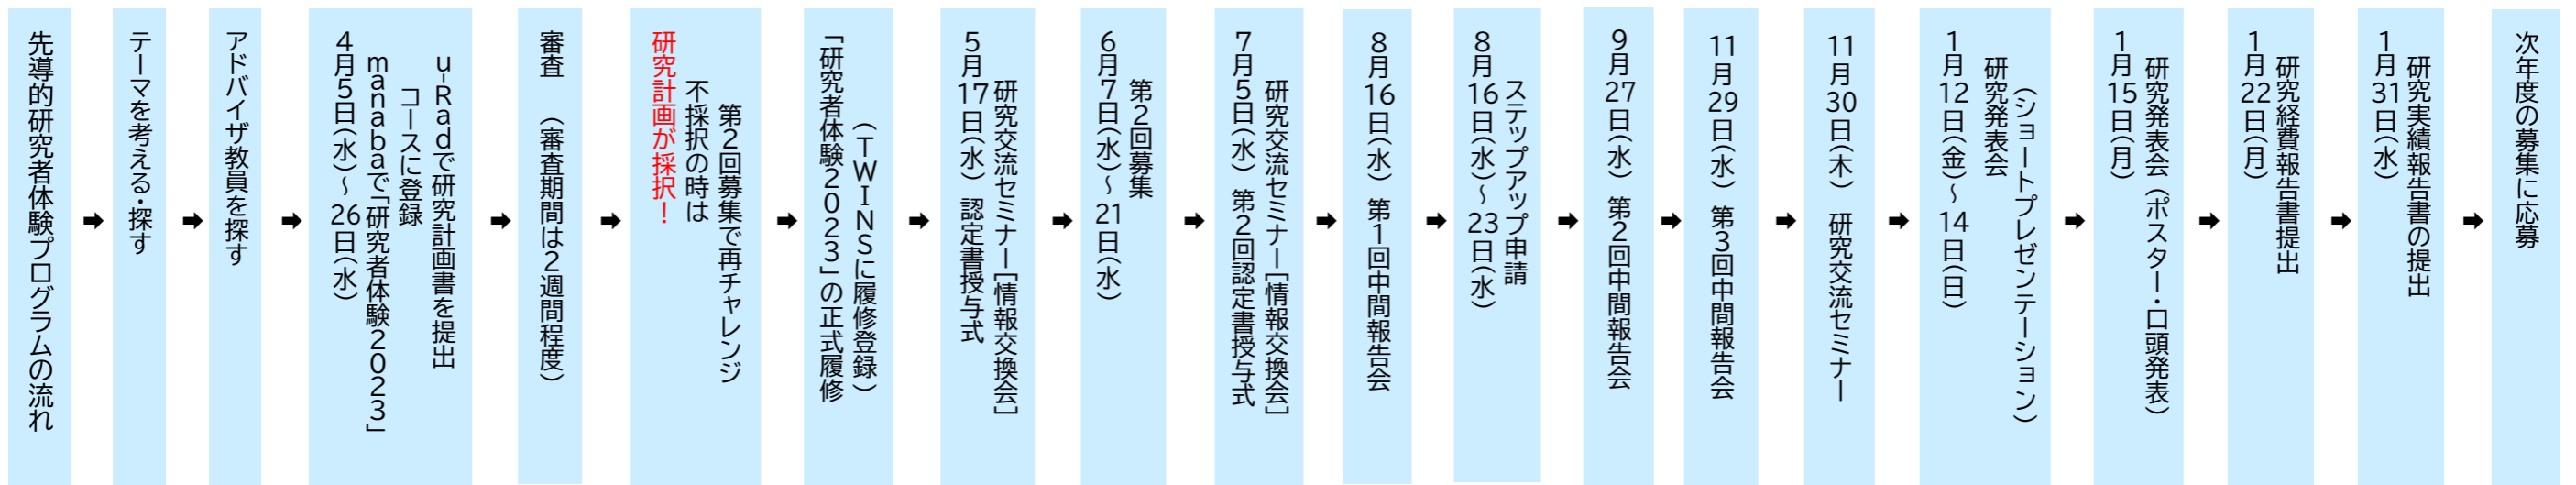 先導的研究者体験プログラムの流れ
➡
テーマを考える・探す
➡
アドバイザ教員を探す
➡
4月5日(水)~26日(水)
manabaで「研究者体験2023」
コースに登録
u-Radで研究計画書を提出
➡
審査　(審査期間は2週間程度)
➡
研究計画が採択！
不採択の時は
第2回募集で再チャレンジ
➡
「研究者体験2023」の正式履修
(TWINSに履修登録)
➡
5月17日(水) 認定書授与式
研究交流セミナー[情報交換会]
➡
6月7日(水)~21日(水)
第2回募集
➡
7月5日(水) 第2回認定書授与式
研究交流セミナー[情報交換会]
➡
8月16日(水) 第1回中間報告会
➡
8月16日(水)~23日(水)
ステップアップ申請
➡
9月27日(水) 第2回中間報告会
➡
11月29日(水) 第3回中間報告会
➡
11月30日(木) 研究交流セミナー
➡
1月12日(金)~14日(日)
研究発表会
(ショートプレゼンテーション)
➡
1月15日(月)
研究発表会(ポスター・口頭発表)
➡
1月22日(月)
研究経費報告書提出
➡
1月31日(水)
研究実績報告書の提出
➡
次年度の募集に応募